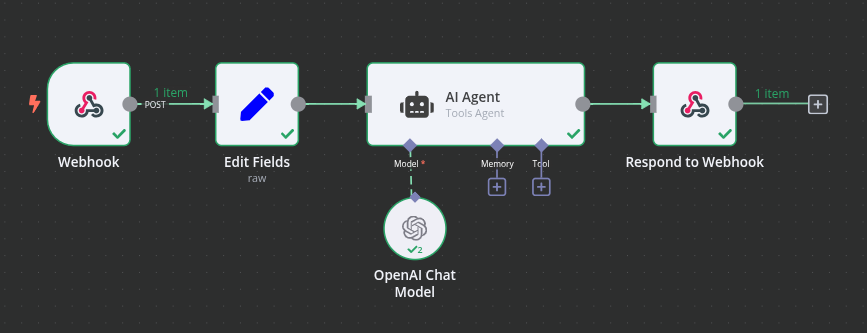 1 item
1 item
POST
AI Agent
Tools Agent
Webhook
Edit Fields
raw
Respond to Webhook
Model *
Memory
Tool
2
OpenAI Chat
Model